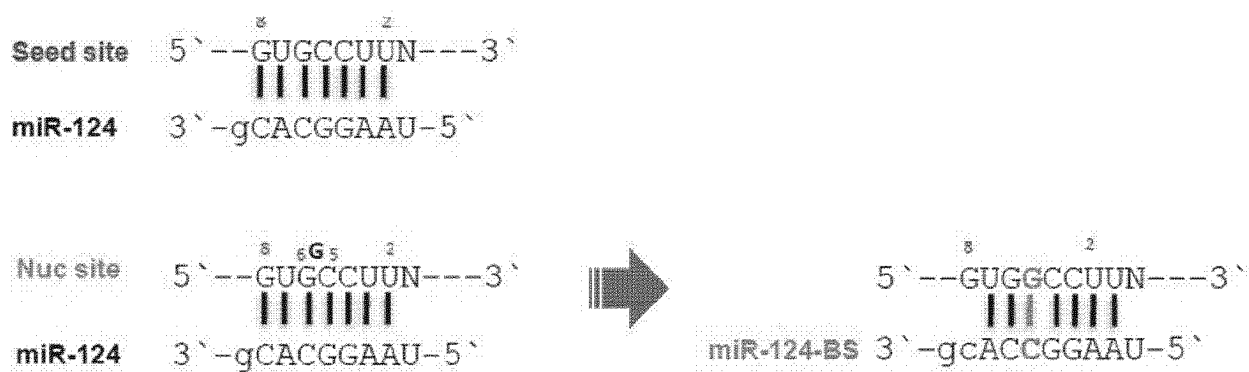 8 2
Seed site 5`--GUGCCUUN---3`
miR-124 3`-gCACGGAAU-5`
8 6G5 2
Nuc site 5`--GUGCCUUN---3`
miR-124 3`-gCACGGAAU-5`
8 2
5`--GUGGCCUUN---3`
miR-124-BS 3`-gcACCGGAAU-5`